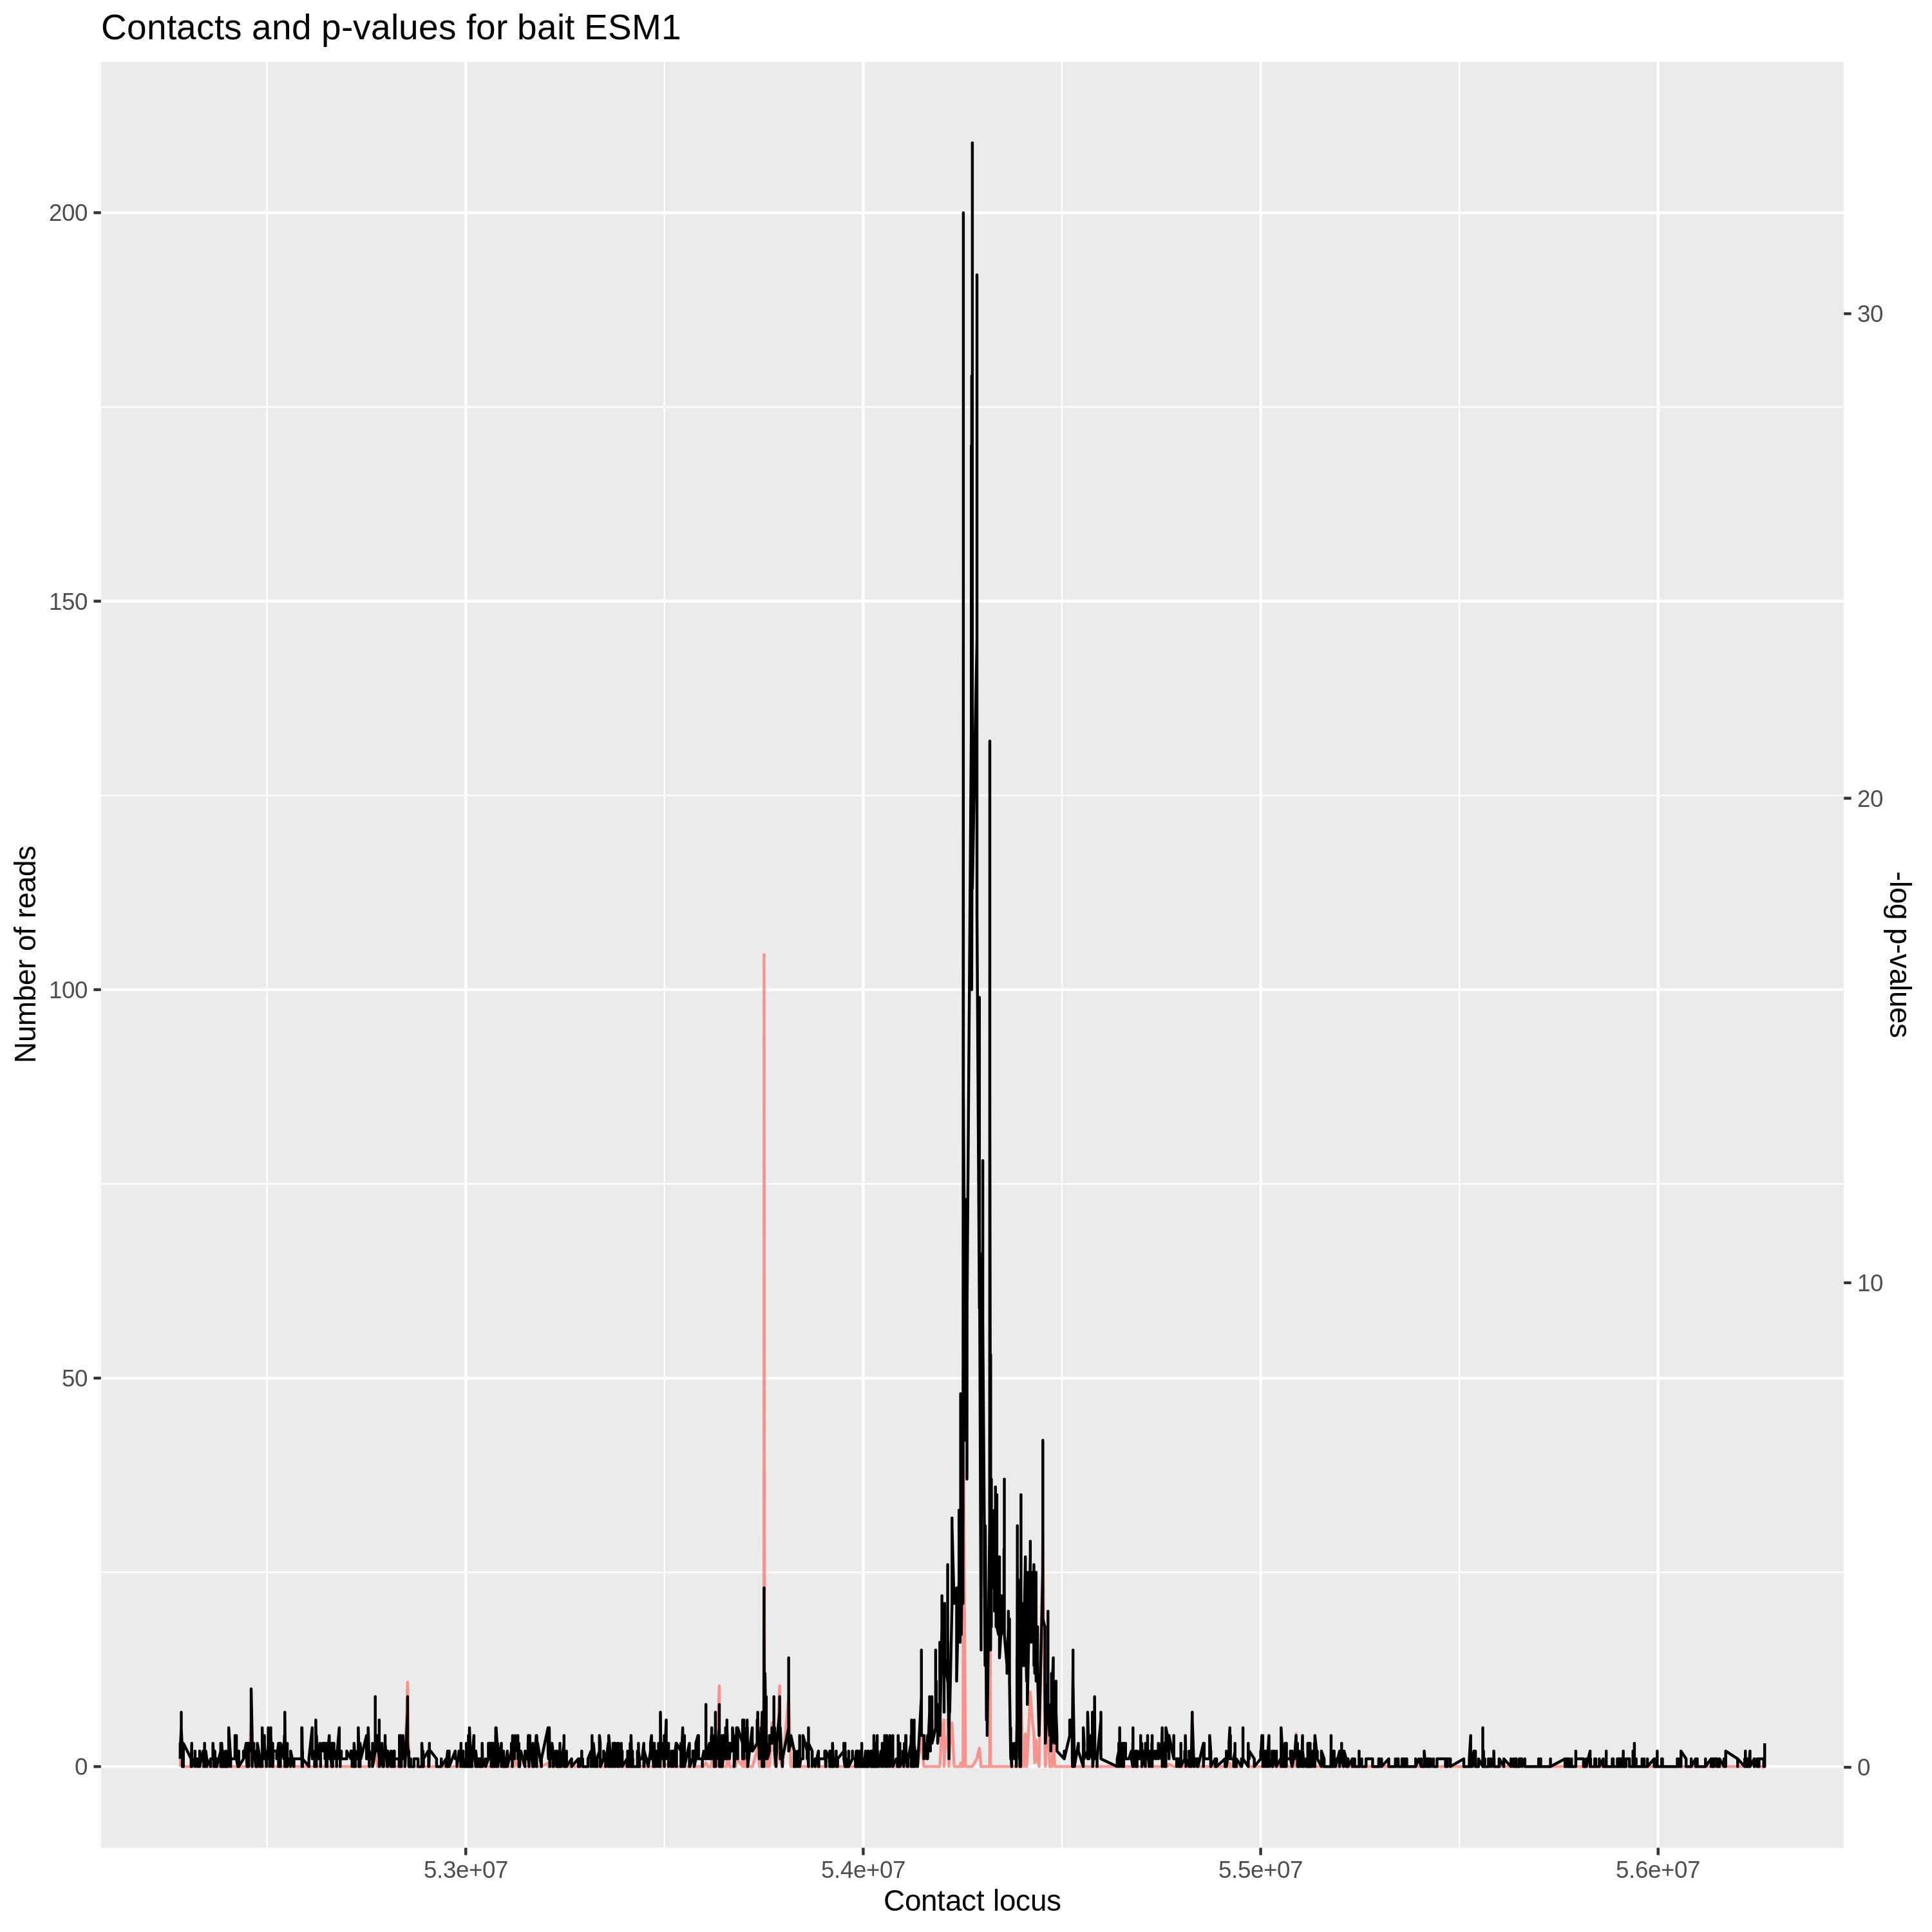 Contacts and p-values for bait ESM1
200
150
100
50
0
Number of reads
30
20
10
0
-log p-values
5.3e+07
5.4e+07
5.5e+07
5.6e+07
Contact locus